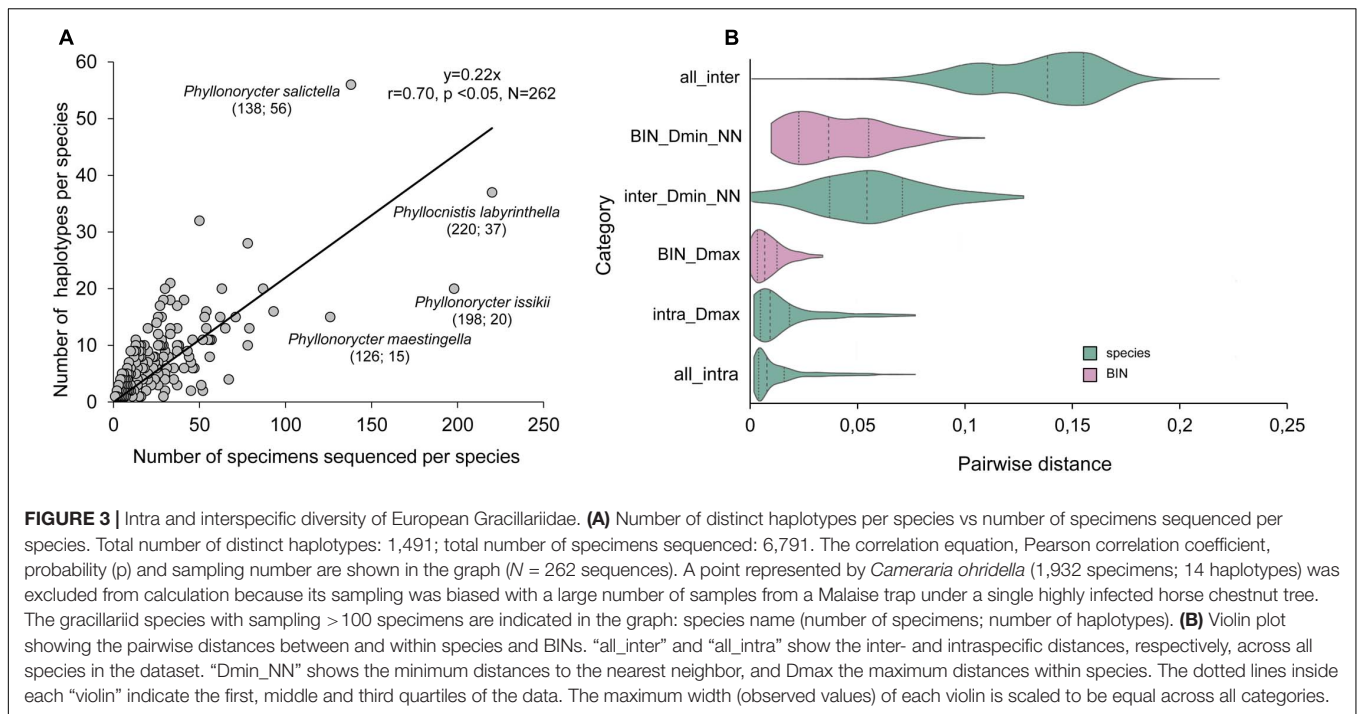 A
60
50
40
30
20
10
0
Number of haplotypes per species
y=0.22x
r=0.70, p <0.05, N=262
Phyllonorycter salictella
(138; 56)
Phyllocnistis labyrinthella
(220; 37)
Phyllonorycter issikii
(198; 20)
Phyllonorycter maestingella
(126; 15)
0 50 100 150 200 250
Number of specimens sequenced per species
B
Category
all_inter
BIN_Dmin_NN
inter_Dmin_NN
BIN_Dmax
intra_Dmax
all_intra
species
BIN
0 0,05 0,1 0,15 0,2 0,25
Pairwise distance
FIGURE 3 | Intra and interspecific diversity of European Gracillariidae. (A) Number of distinct haplotypes per species vs number of specimens sequenced per
species. Total number of distinct haplotypes: 1,491; total number of specimens sequenced: 6,791. The correlation equation, Pearson correlation coefficient,
probability (p) and sampling number are shown in the graph (N = 262 sequences). A point represented by Cameraria ohridella (1,932 specimens; 14 haplotypes) was
excluded from calculation because its sampling was biased with a large number of samples from a Malaise trap under a single highly infected horse chestnut tree.
The gracillariid species with sampling >100 specimens are indicated in the graph: species name (number of specimens; number of haplotypes). (B) Violin plot
showing the pairwise distances between and within species and BINs. “all_inter” and “all_intra” show the inter- and intraspecific distances, respectively, across all
species in the dataset. “Dmin_NN” shows the minimum distances to the nearest neighbor, and Dmax the maximum distances within species. The dotted lines inside
each “violin” indicate the first, middle and third quartiles of the data. The maximum width (observed values) of each violin is scaled to be equal across all categories.